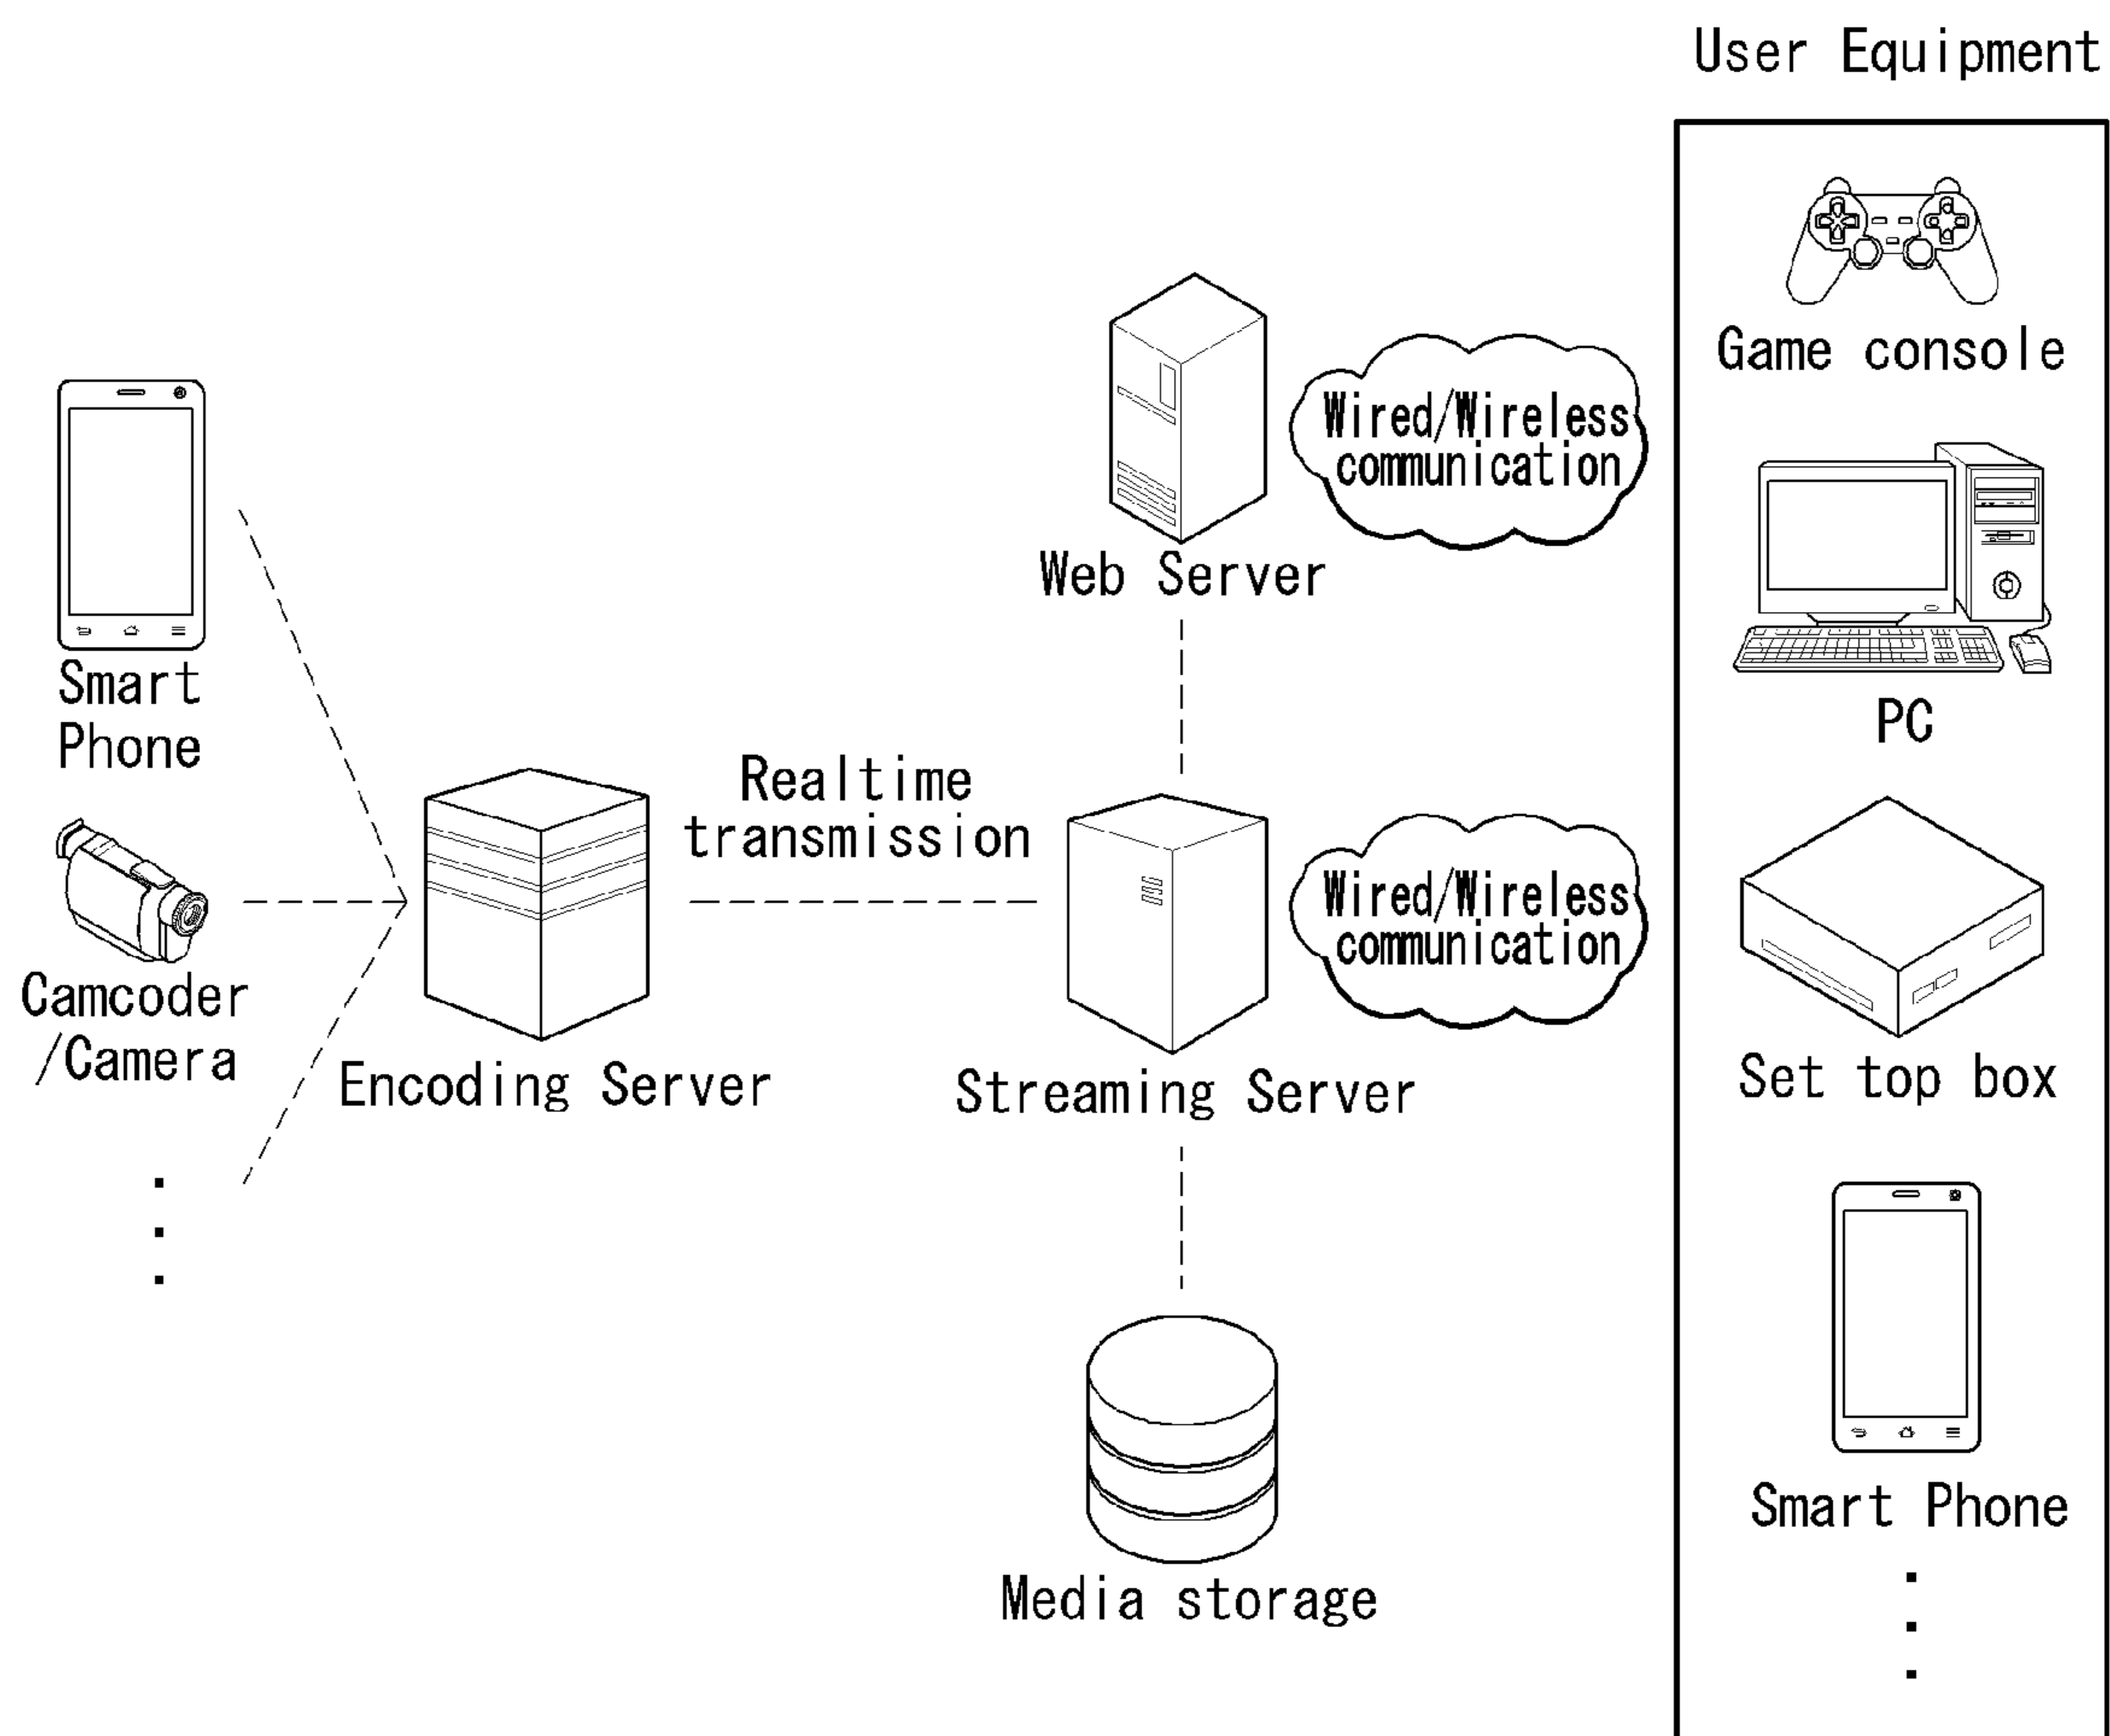 User Equipment
Game console
Wired/Wireless
communication
Web Server
Smart
Phone
PC
Realtime
transmission
Wired/Wireless
communication
Camcoder
/Camera
Encoding Server
Streaming Server
Set top box
Smart Phone
Media storage